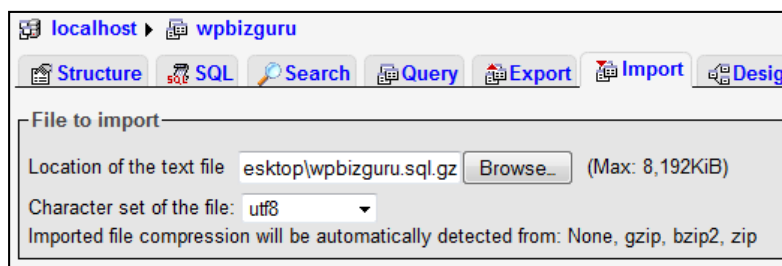 localhost ▸ wpbizguru
Structure SQL Search Query Export Import Desig
File to import
Location of the text file esktop\wpbizguru.sql.gz Browse... (Max: 8,192KiB)
Character set of the file: utf8
Imported file compression will be automatically detected from: None, gzip, bzip2, zip